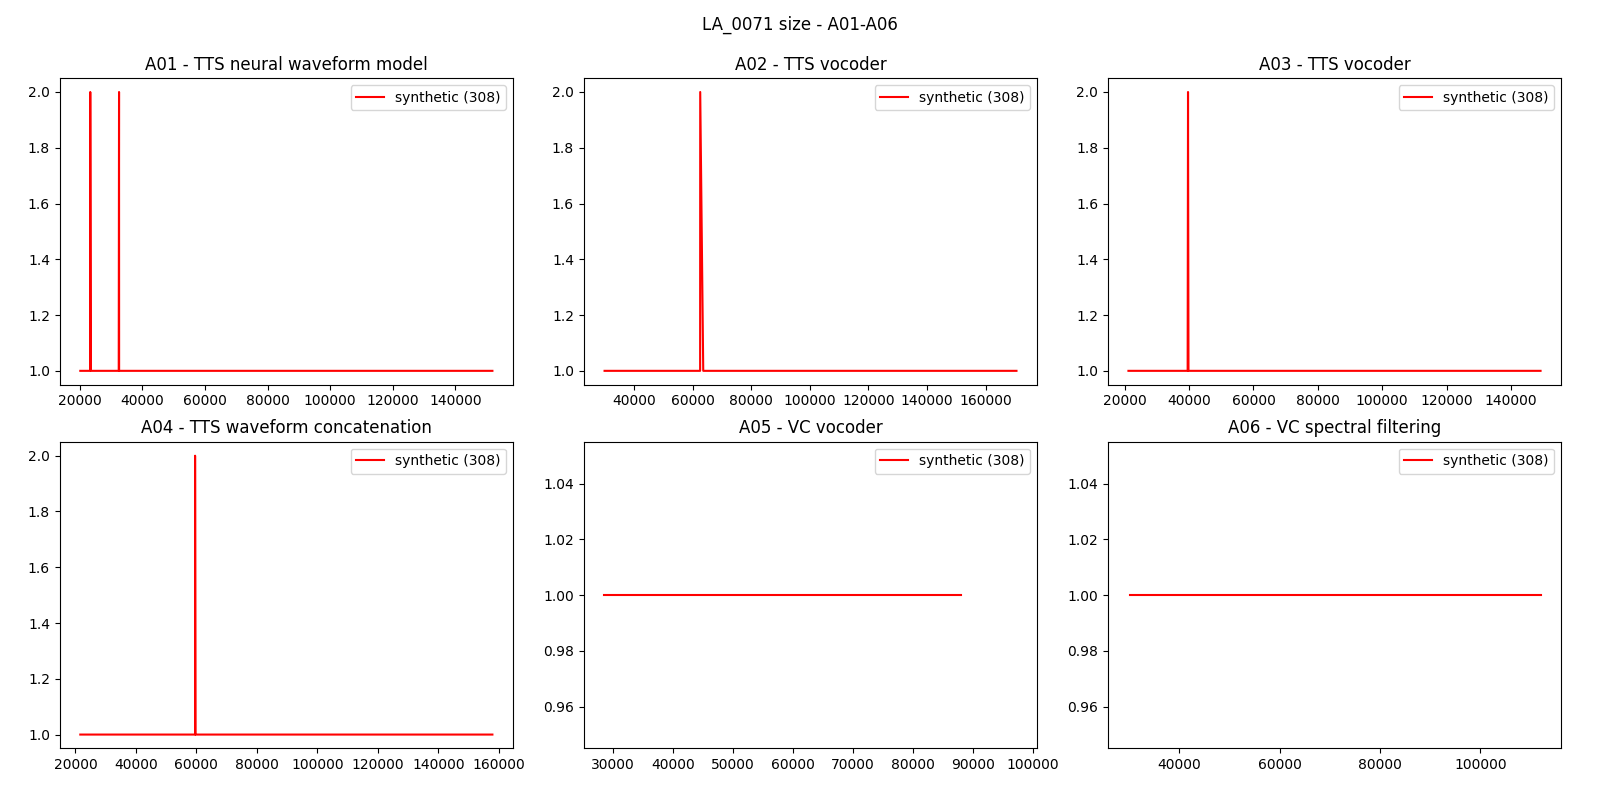 LA_0071 size - A01-A06
A01 - TTS neural waveform model
synthetic (308)
2.0
1.8
1.6
1.4
1.2
1.0
20000 40000 60000 80000 100000 120000 140000
A02 - TTS vocoder
synthetic (308)
2.0
1.8
1.6
1.4
1.2
1.0
40000 60000 80000 100000 120000 140000 160000
A03 - TTS vocoder
synthetic (308)
2.0
1.8
1.6
1.4
1.2
1.0
20000 40000 60000 80000 100000 120000 140000
A04 - TTS waveform concatenation
synthetic (308)
2.0
1.8
1.6
1.4
1.2
1.0
20000 40000 60000 80000 100000 120000 140000 160000
A05 - VC vocoder
synthetic (308)
1.04
1.02
1.00
0.98
0.96
30000 40000 50000 60000 70000 80000 90000 100000
A06 - VC spectral filtering
synthetic (308)
1.04
1.02
1.00
0.98
0.96
40000 60000 80000 100000